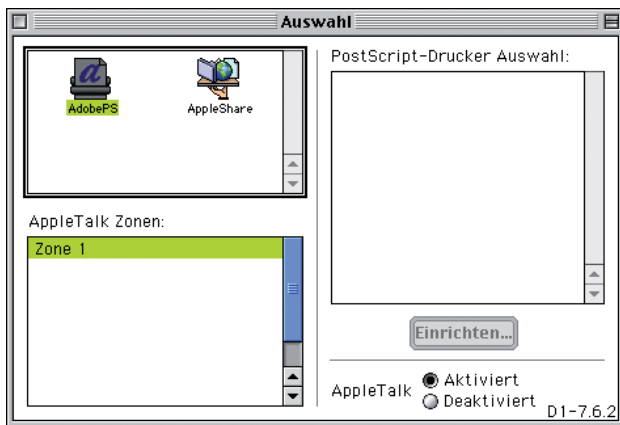 Auswahl
AdobePS
AppleShare
AppleTalk Zonen:
Zone 1
PostScript-Drucker Auswahl:
Einrichten...
AppleTalk
Aktiviert
Deaktiviert
D1-7.6.2